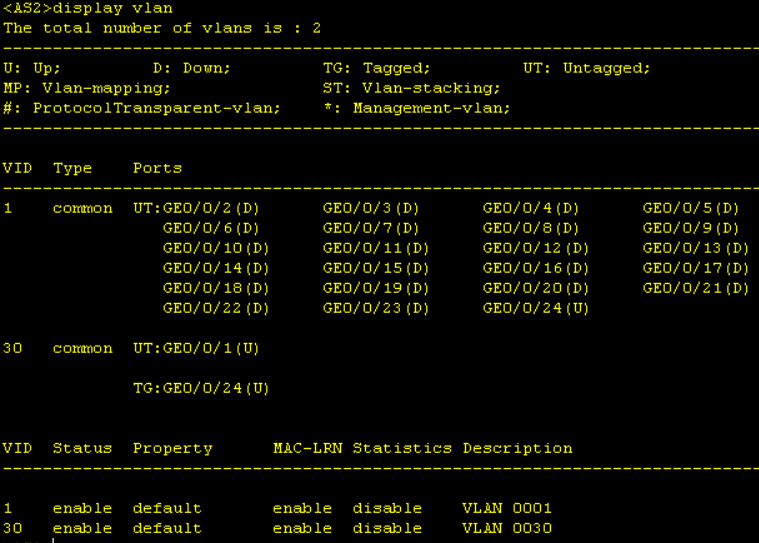 <AS2>display vlan
The total number of vlans is : 2
--------------------------------------------------------------------------------
U: Up;         D: Down;         TG: Tagged;         UT: Untagged;
MP: Vlan-mapping;               ST: Vlan-stacking;
#: ProtocolTransparent-vlan;    *: Management-vlan;
--------------------------------------------------------------------------------
VID  Type    Ports
--------------------------------------------------------------------------------
1    common  UT:GE0/0/2(D)      GE0/0/3(D)      GE0/0/4(D)      GE0/0/5(D)
                GE0/0/6(D)      GE0/0/7(D)      GE0/0/8(D)      GE0/0/9(D)
                GE0/0/10(D)     GE0/0/11(D)     GE0/0/12(D)     GE0/0/13(D)
                GE0/0/14(D)     GE0/0/15(D)     GE0/0/16(D)     GE0/0/17(D)
                GE0/0/18(D)     GE0/0/19(D)     GE0/0/20(D)     GE0/0/21(D)
                GE0/0/22(D)     GE0/0/23(D)     GE0/0/24(U)
30   common  UT:GE0/0/1(U)
             TG:GE0/0/24(U)
VID  Status  Property      MAC-LRN Statistics Description
--------------------------------------------------------------------------------
1    enable  default       enable  disable    VLAN 0001
30   enable  default       enable  disable    VLAN 0030